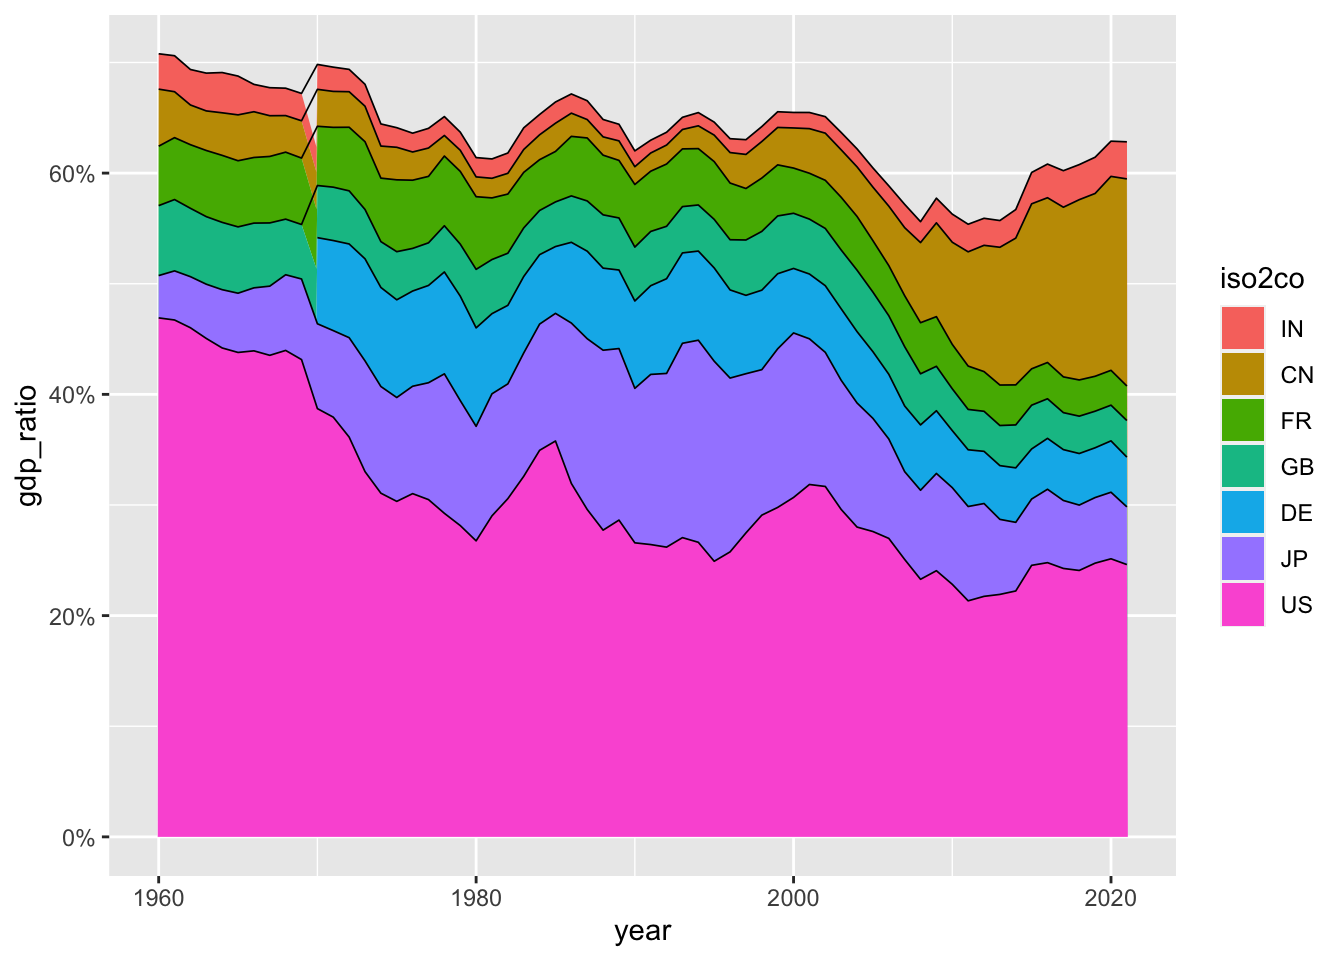 60%
40%
20%
0%
gdp_ratio
1960
1980
2000
2020
year
iso2co
IN
CN
FR
GB
DE
JP
US